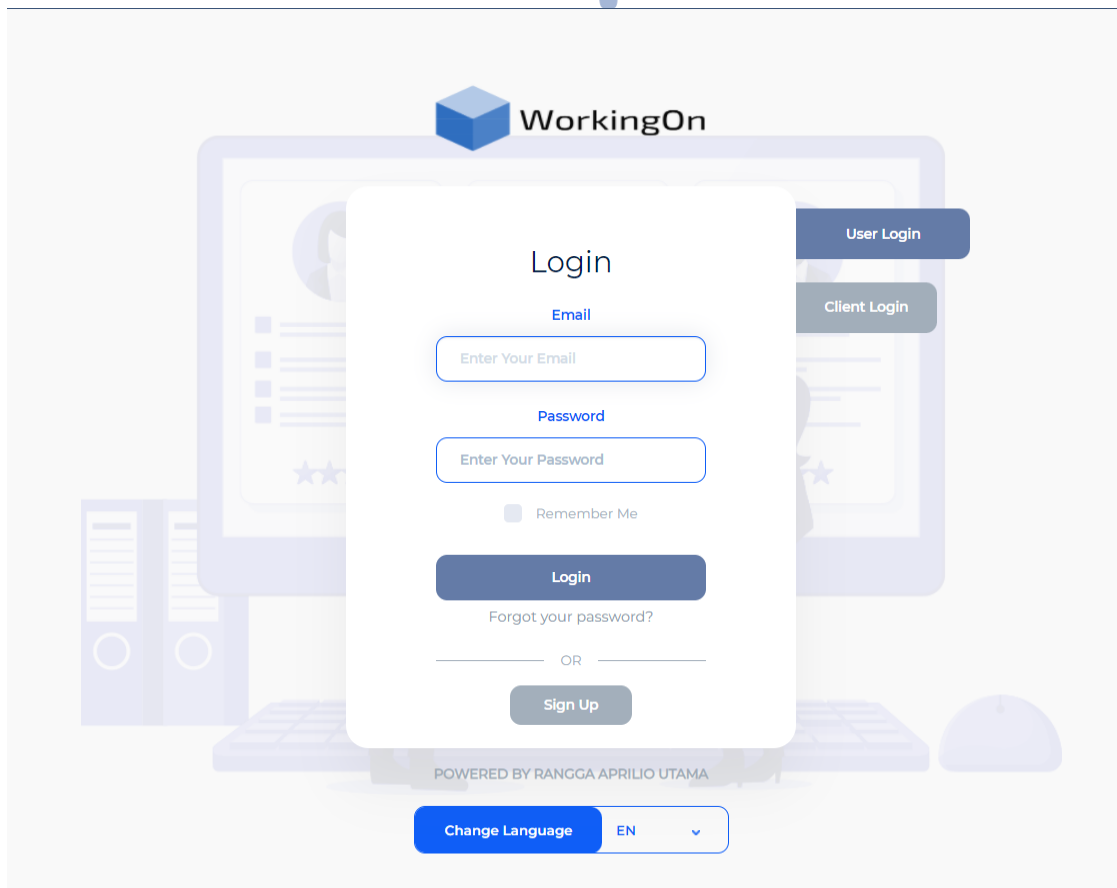 WorkingOn
User Login
Login
Client Login
Email
Enter Your Email
Password
Enter Your Password
Remember Me
Login
Forgot your password?
OR
Sign Up
POWERED BY RANGGA APRILIO UTAMA
Change Language
EN